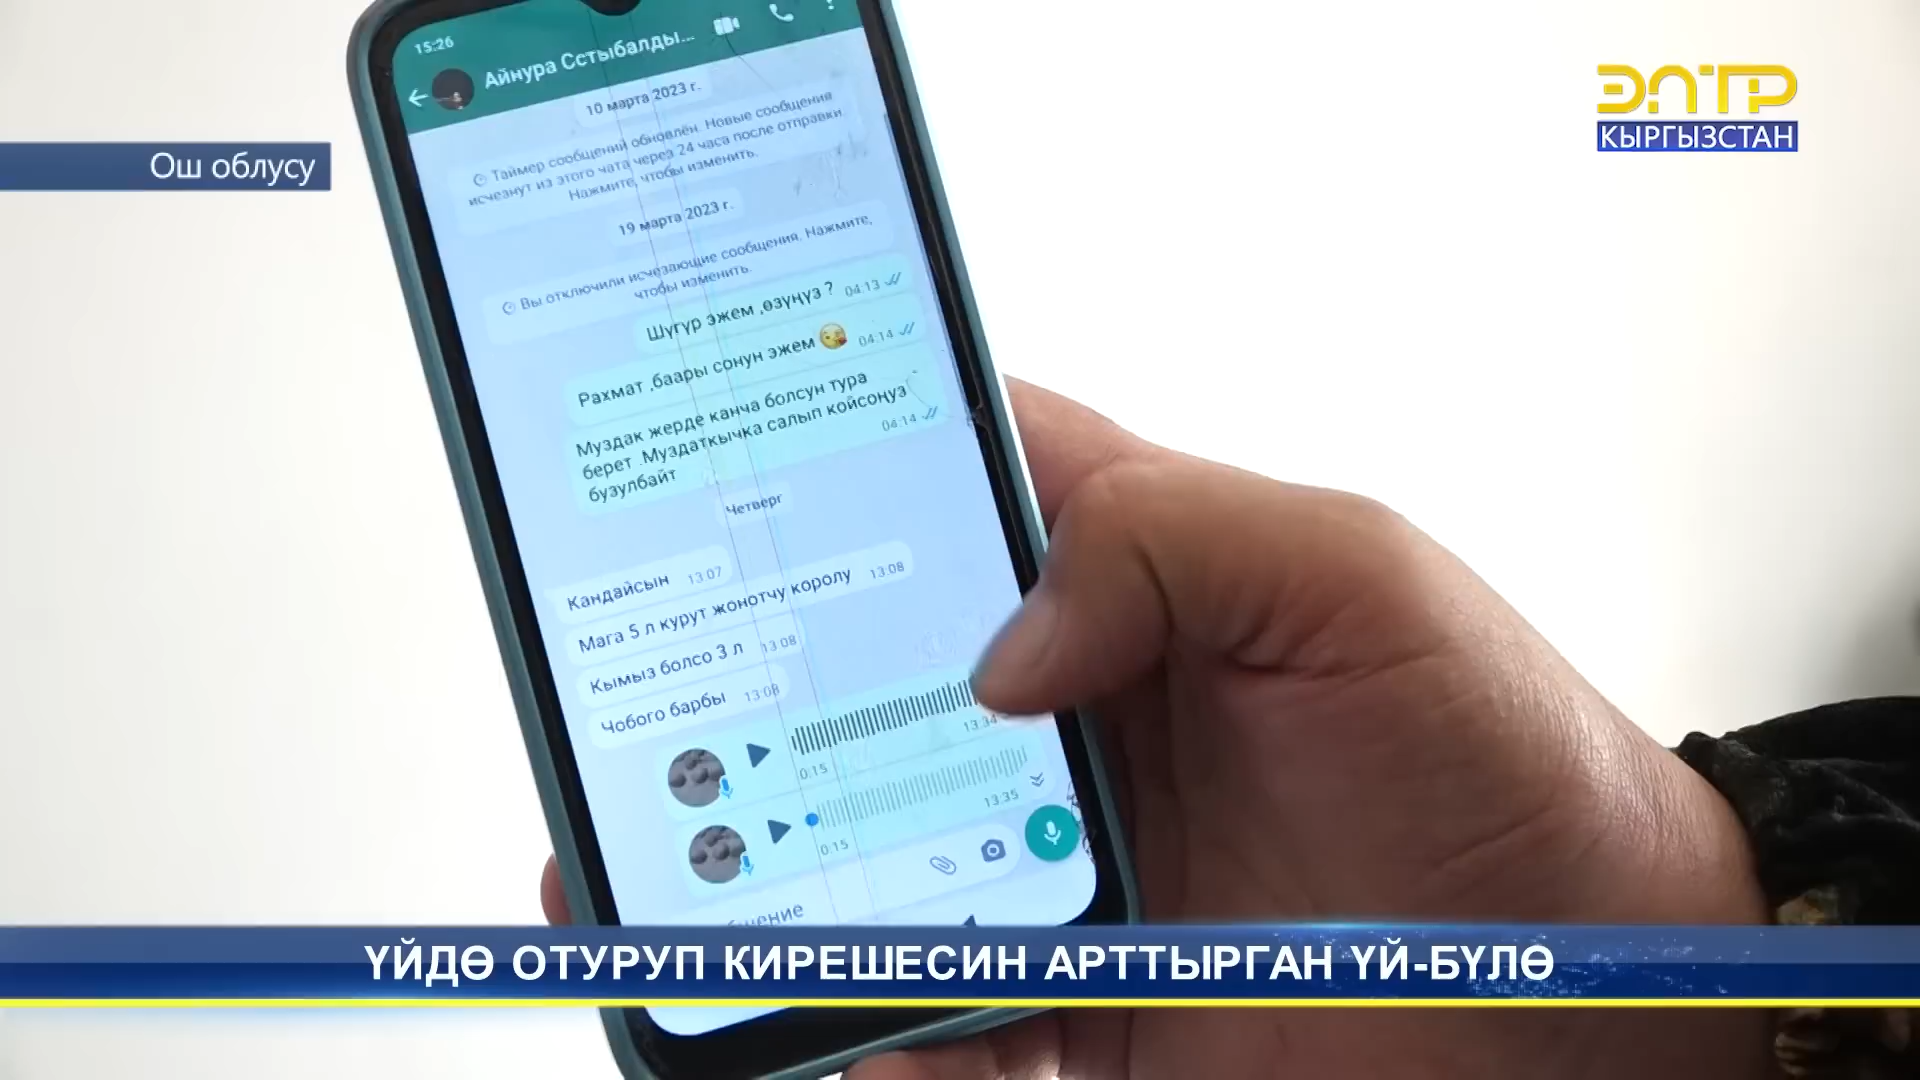 15:26
Айнура Сстыбалды...
10 марта 2023 г.
Таймер сообщений обновлён. Новые сообщения
исчезнут из этого чата через 24 часа после отправки.
Нажмите, чтобы изменить.
19 марта 2023 г.
Вы отключили исчезающие сообщения. Нажмите,
чтобы изменить.
Шүгүр эжем ,өзүңүз ? 04:13
Рахмат ,баары сонун эжем 😘 04:14
Муздак жерде канча болсун тура
берет .Муздаткычка салып койсоңуз
бузулбайт 04:14
Четверг
Кандайсын 13:07
Мага 5 л курут жонотчу королу 13:08
Кымыз болсо 3 л 13:08
Чобого барбы 13:08
0:15 13:34
0:15 13:35
Ош облусу
ЭЛТР
КЫРГЫЗСТАН
ҮЙДӨ ОТУРУП КИРЕШЕСИН АРТТЫРГАН ҮЙ-БҮЛӨ